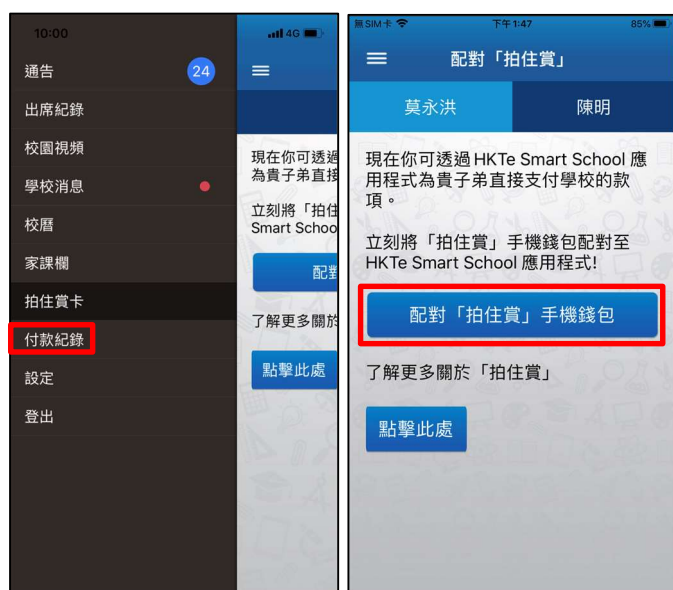 10:00
4G
通告
24
出席紀錄
校園視頻
學校消息
校曆
家課欄
拍住賞卡
付款紀錄
設定
登出
現在你可透過
為貴子弟直接
立刻將「拍住
Smart Schoo
配對
了解更多關於
點擊此處
無SIM卡
下午1:47
85%
配對「拍住賞」
莫永洪
陳明
現在你可透過 HKTe Smart School 應
用程式為貴子弟直接支付學校的款
項。
立刻將「拍住賞」手機錢包配對至
HKTe Smart School 應用程式!
配對「拍住賞」手機錢包
了解更多關於「拍住賞」
點擊此處